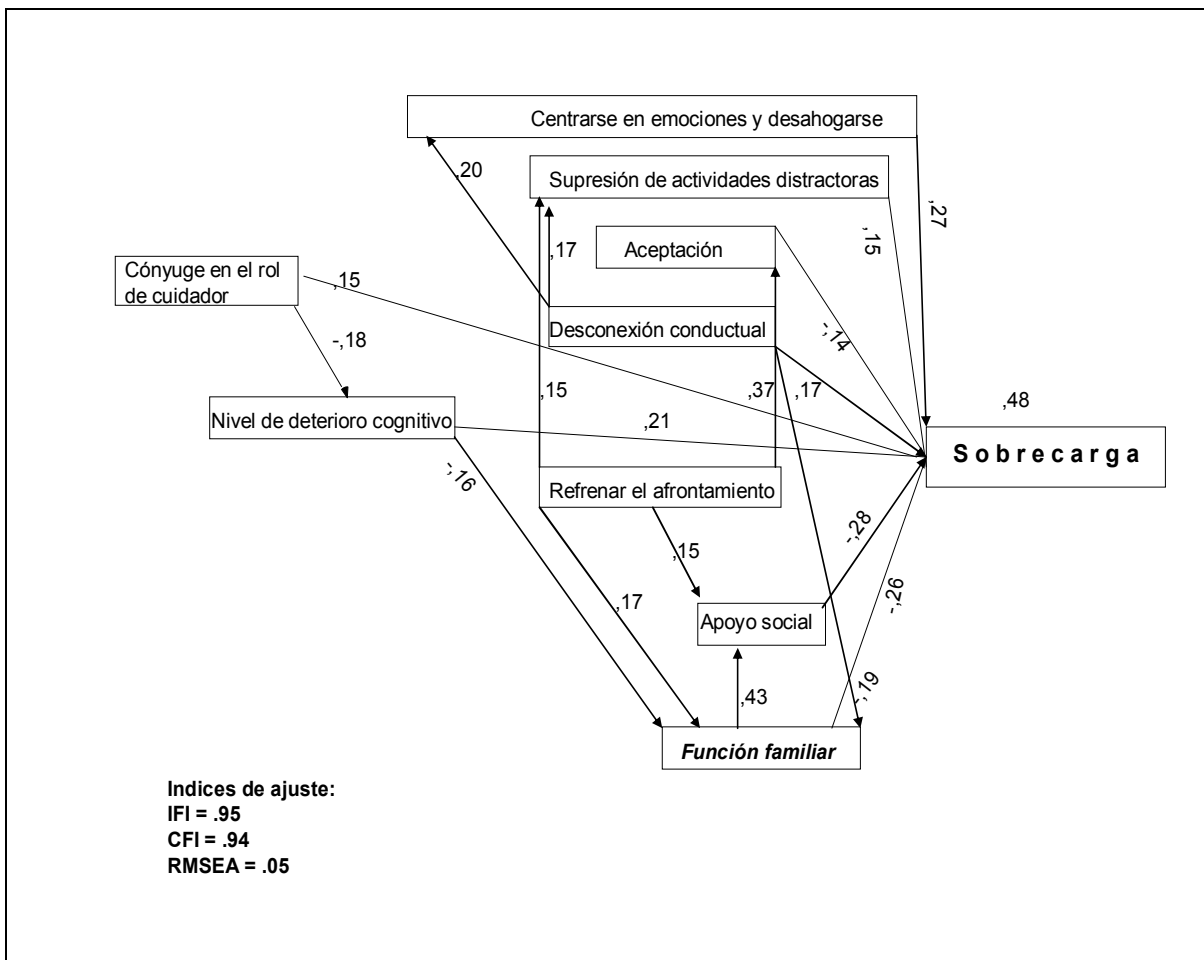 Centrarse en emociones y desahogarse
,20
Supresión de actividades distractoras
,27
,15
,17
Aceptación
Cónyuge en el rol
de cuidador
,15
Desconexión conductual
-,14
-,18
,15
,37
,17
Nivel de deterioro cognitivo
,21
,48
Sobrecarga
-,16
Refrenar el afrontamiento
-,28
,15
,17
-,26
Apoyo social
-,19
,43
Función familiar
Indices de ajuste:
IFI = .95
CFI = .94
RMSEA = .05